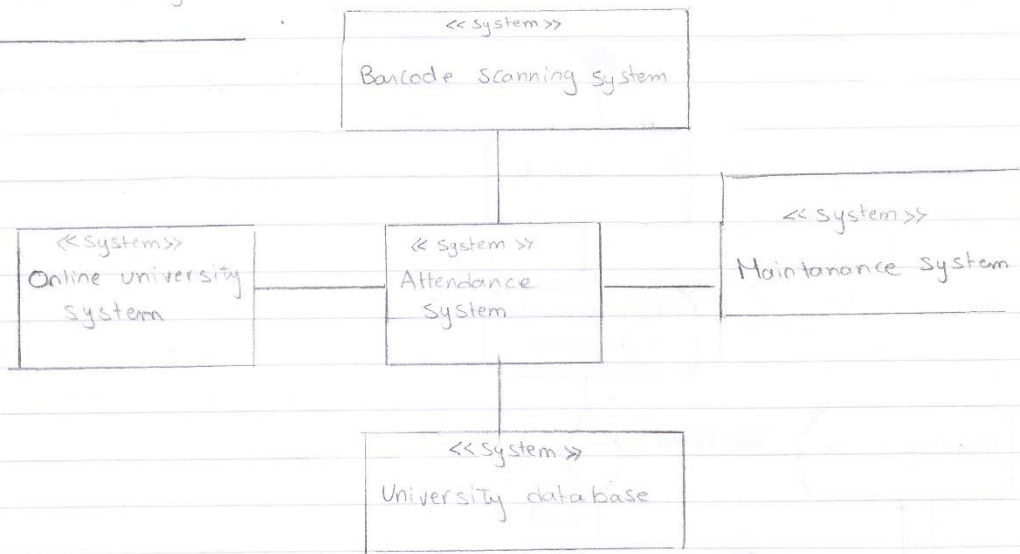 << system >>
Barcode scanning system
<< system >>
Online university
system
<< system >>
Attendance
system
<< system >>
Maintanance system
<< system >>
University database